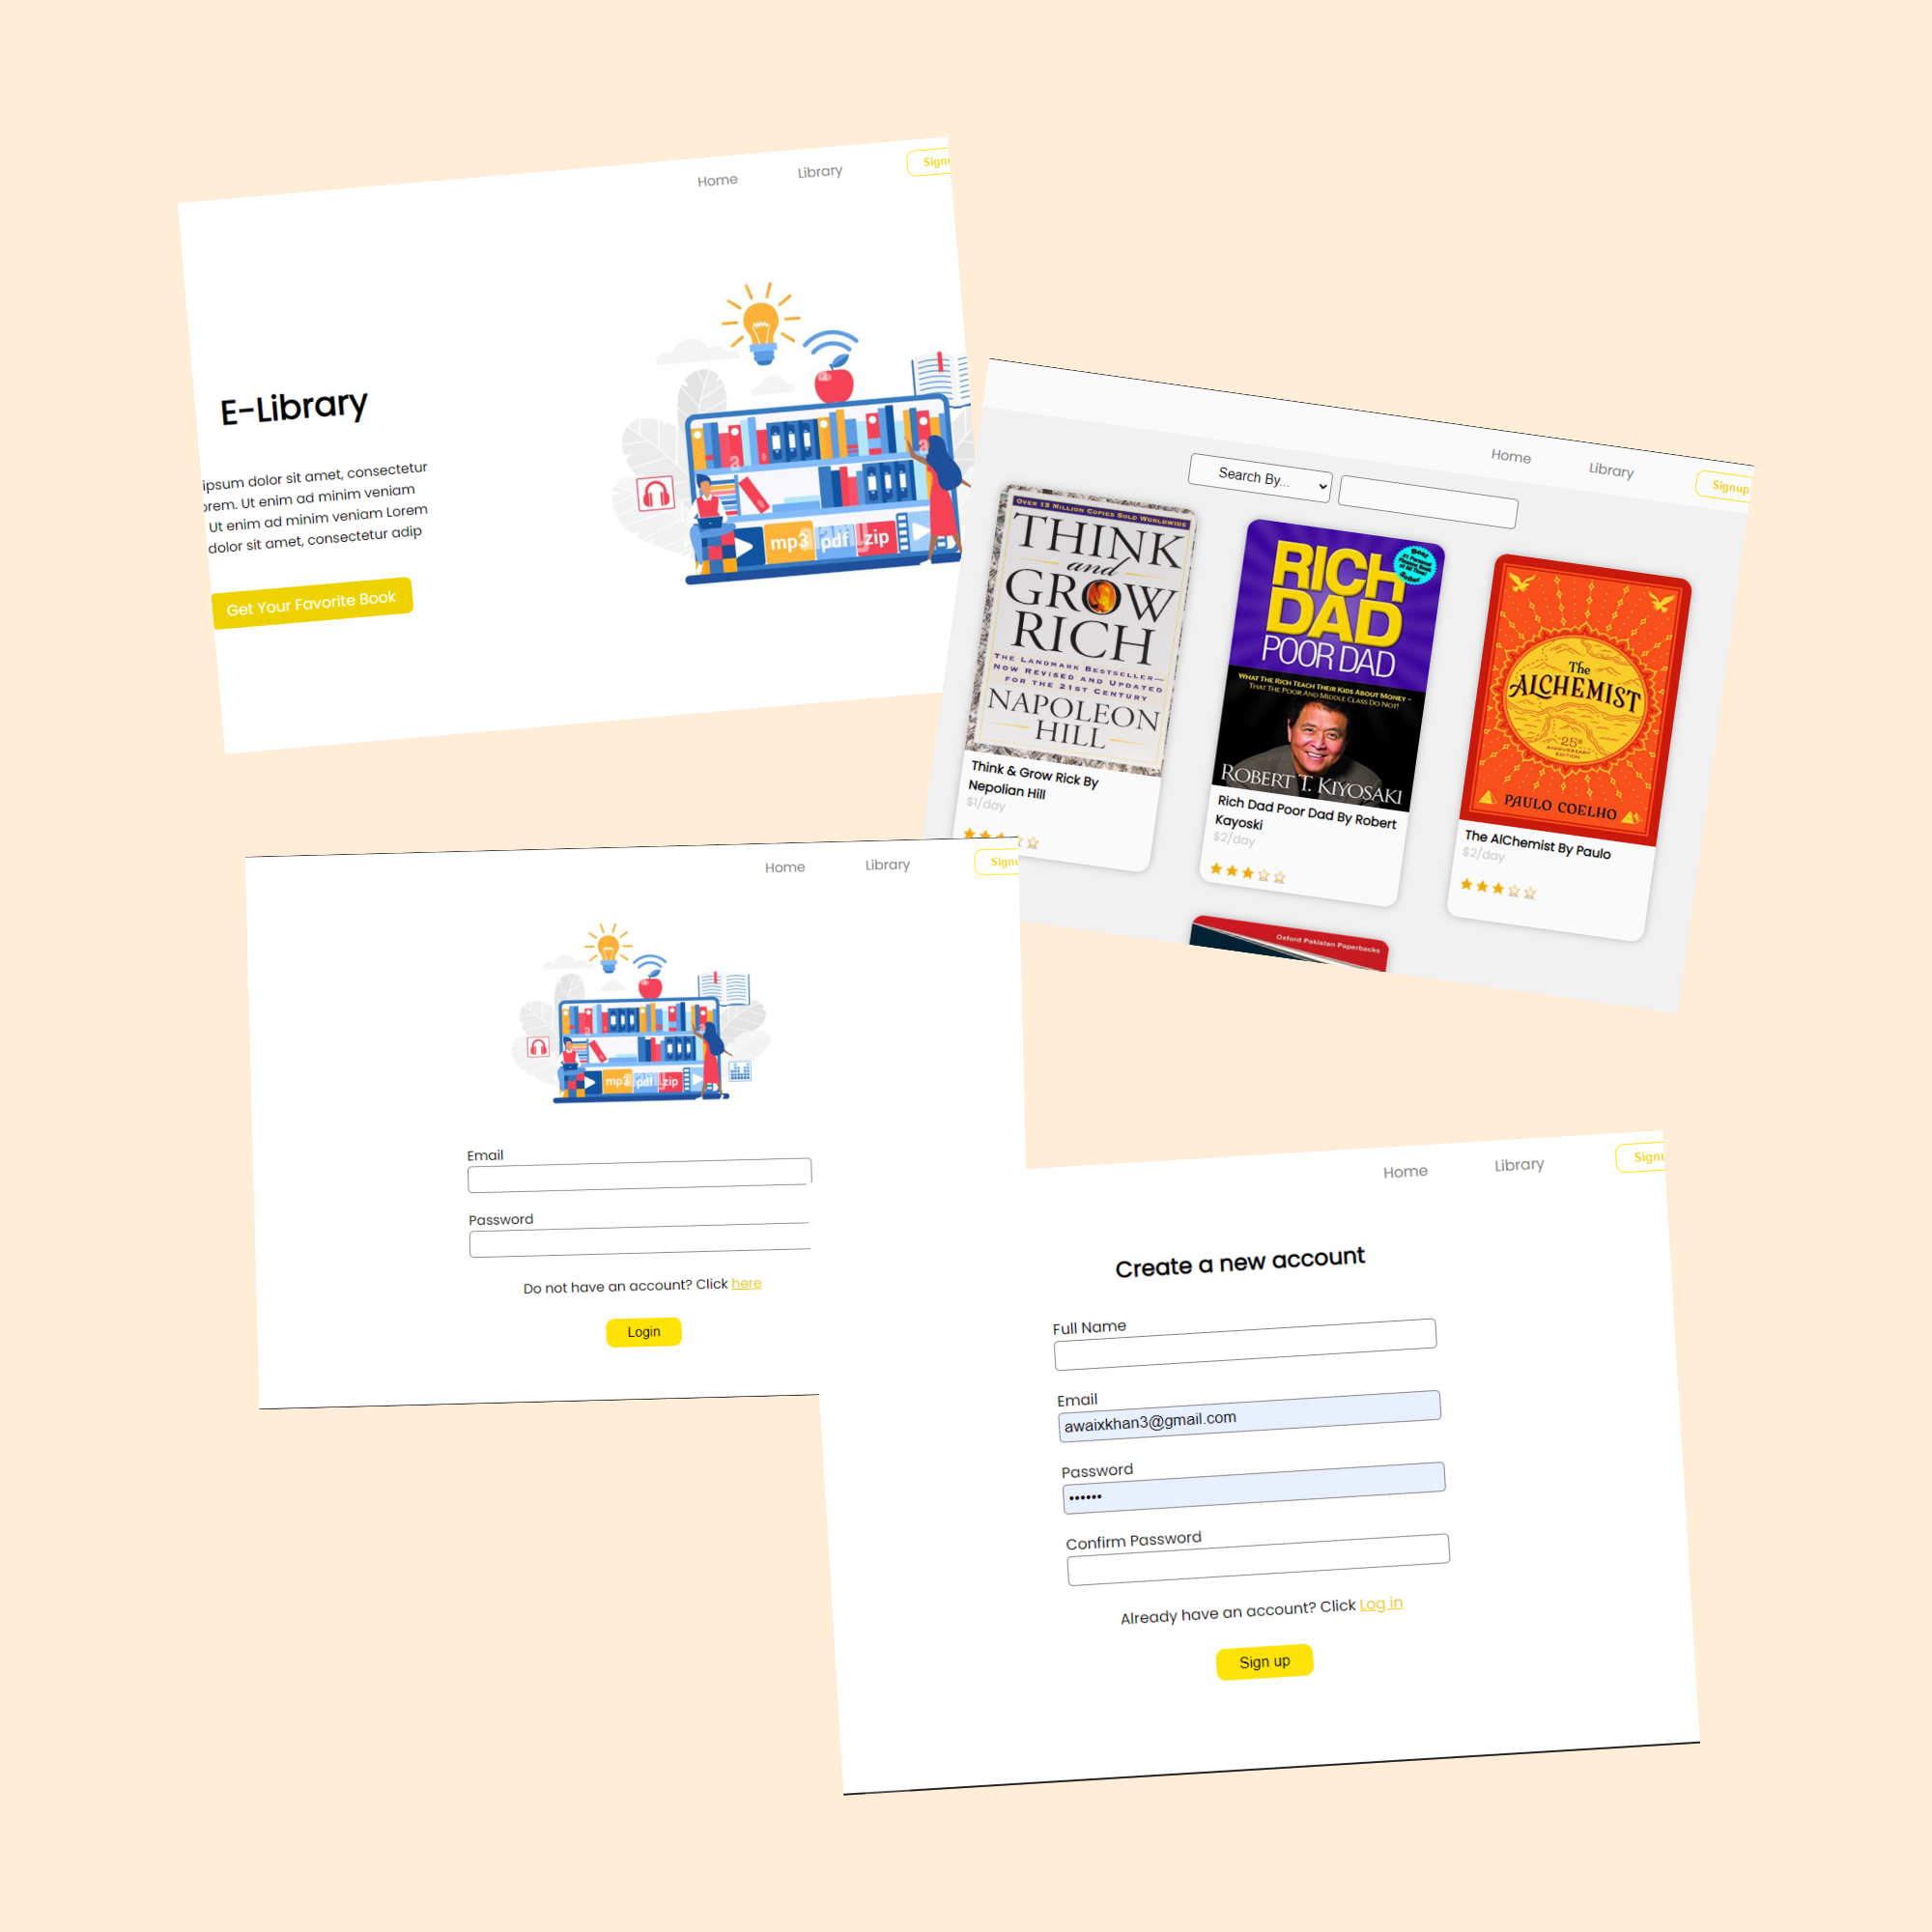 Home
Library
Sign
E-Library
ipsum dolor sit amet, consectetur
orem. Ut enim ad minim veniam
Ut enim ad minim veniam Lorem
dolor sit amet, consectetur adip
Get Your Favorite Book
mp3 pdf .zip
Home
Library
Signup
Search By...
OVER 15 MILLION COPIES SOLD WORLDWIDE
THINK
and
GROW
RICH
THE LANDMARK BESTSELLER—
NOW REVISED AND UPDATED
FOR THE 21ST CENTURY
NAPOLEON
HILL
Think & Grow Rick By
Nepolian Hill
$1/day
RICH
DAD
POOR DAD
WHAT THE RICH TEACH THEIR KIDS ABOUT MONEY –
THAT THE POOR AND MIDDLE CLASS DO NOT!
ROBERT T. KIYOSAKI
Rich Dad Poor Dad By Robert
Kayoski
$2/day
The
ALCHEMIST
25th
ANNIVERSARY
EDITION
PAULO COELHO
The AlChemist By Paulo
$2/day
Oxford Pakistan Paperbacks
Home
Library
Sign
mp3 pdf .zip
Email
Password
Do not have an account? Click here
Login
Home
Library
Sign
Create a new account
Full Name
Email
awaixkhan3@gmail.com
Password
••••••
Confirm Password
Already have an account? Click Log in
Sign up